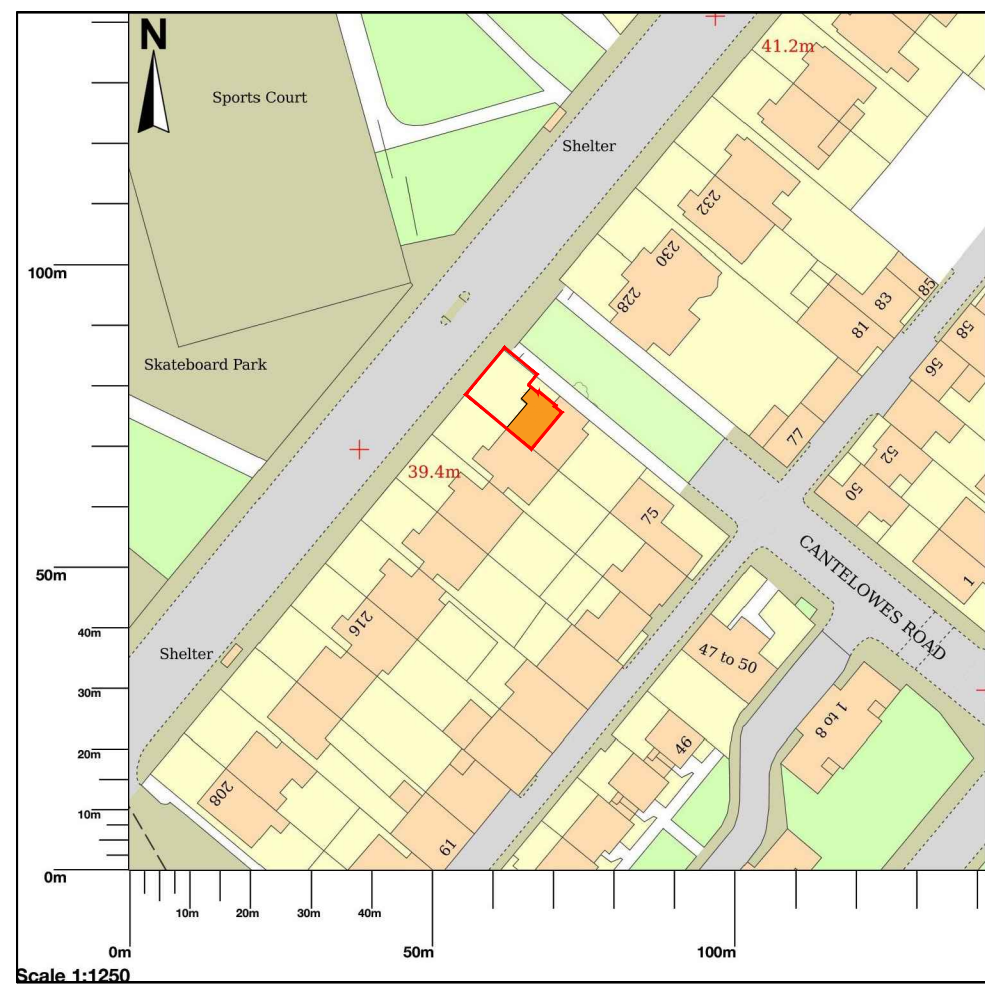 N
41.2m
Sports Court
Shelter
232
230
228
85
83
81
58
56
100m
Skateboard Park
77
52
50
39.4m
75
1
CANTELOWES ROAD
50m
216
40m
Shelter
47 to 50
30m
1 to 8
46
20m
208
10m
61
0m
10m
20m
30m
40m
0m
50m
100m
Scale 1:1250